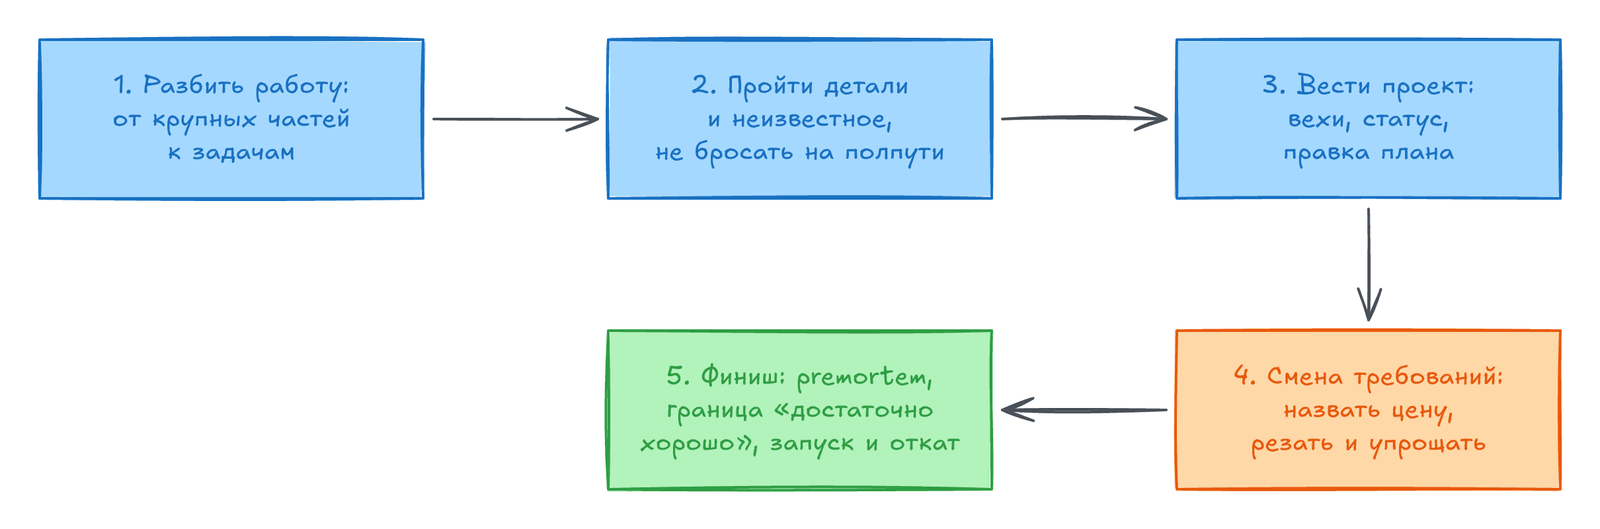 1. Разбить работу:
от крупных частей
к задачам
2. Пройти детали
и неизвестное,
не бросать на полпути
3. Вести проект:
вехи, статус,
правка плана
4. Смена требований:
назвать цену,
резать и упрощать
5. Финиш: premortem,
граница «достаточно
хорошо», запуск и откат